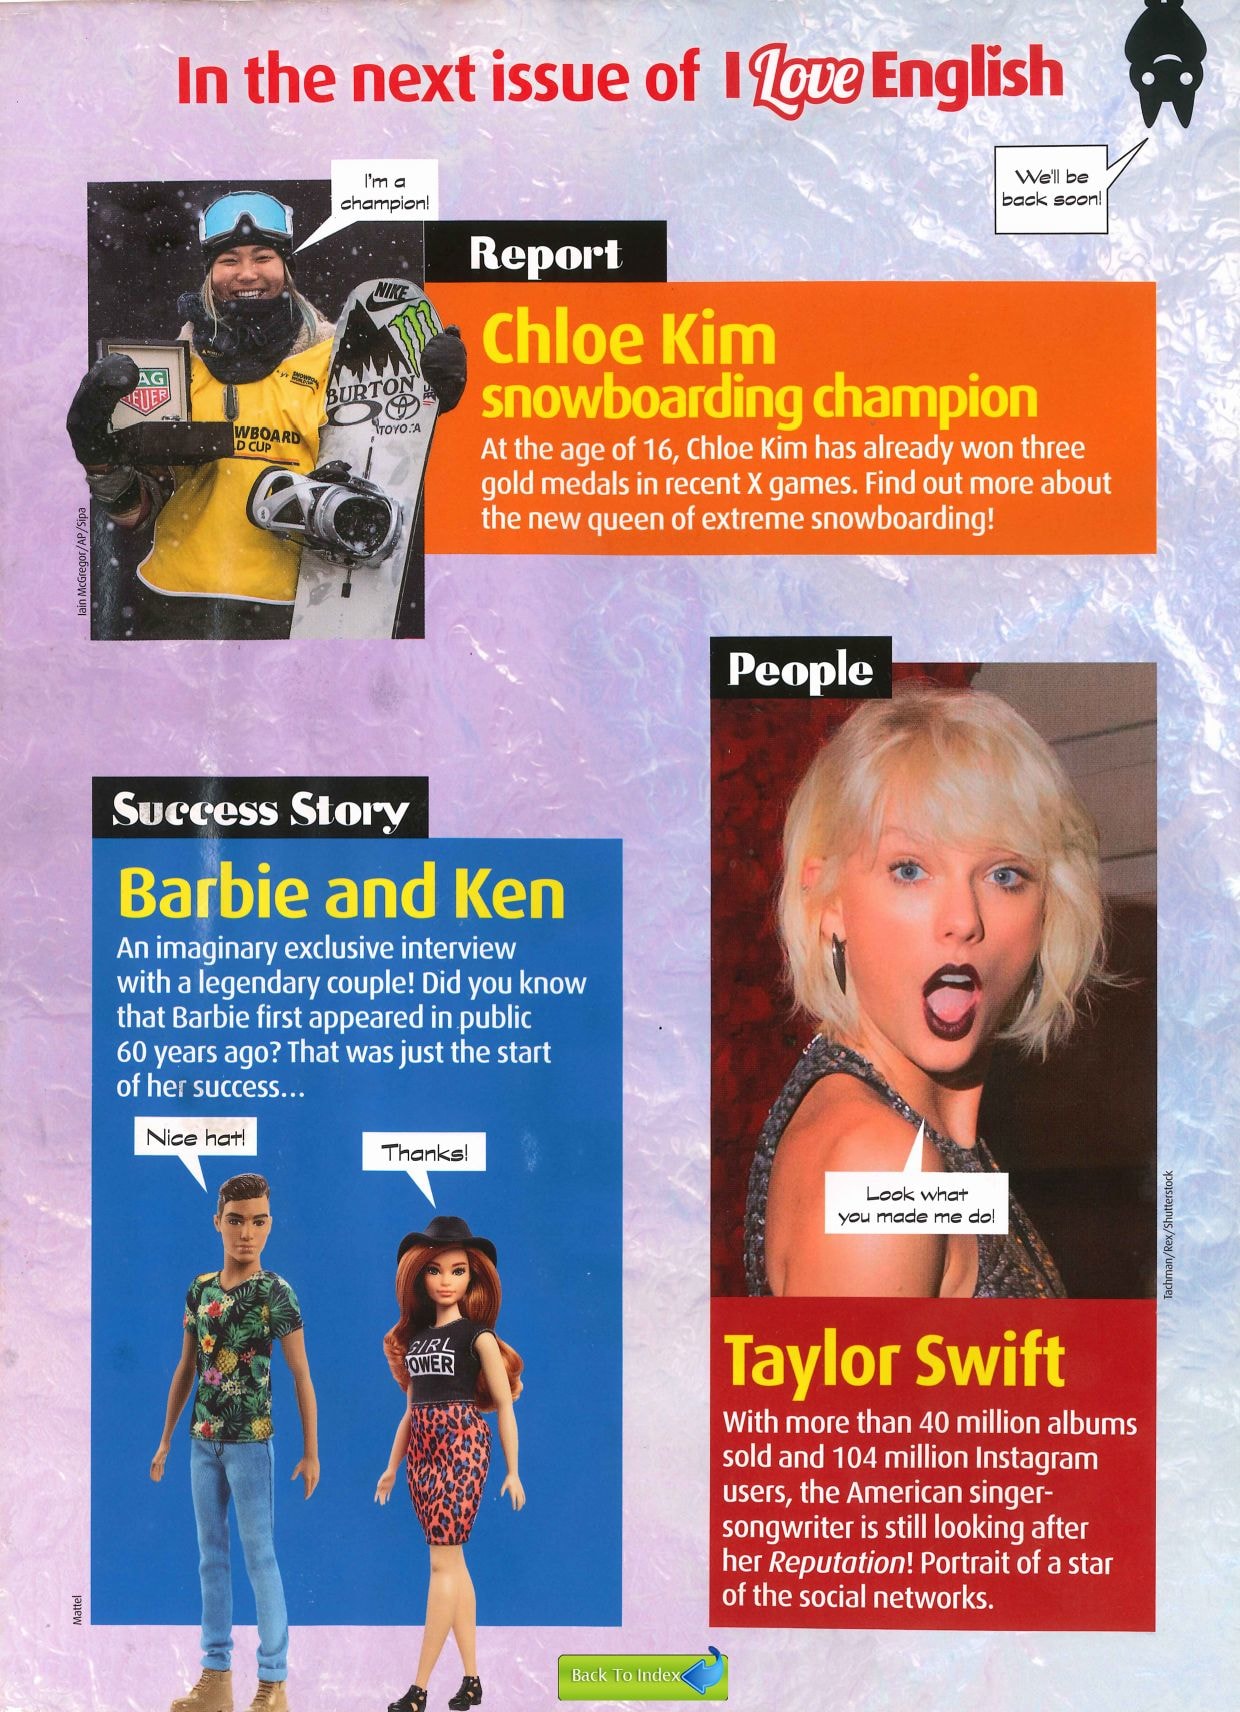 In the next issue of I Love English
We'll be
back soon!
I'm a
champion!
Report
Chloe Kim
snowboarding champion
At the age of 16, Chloe Kim has already won three
gold medals in recent X games. Find out more about
the new queen of extreme snowboarding!
NIKE
BURTON
TOYOTA
TAG
HEUER
WBOARD
D CUP
Iain McGregor/AP/Sipa
People
Look what
you made me do!
Tachman/Rex/Shutterstock
Taylor Swift
With more than 40 million albums
sold and 104 million Instagram
users, the American singer-
songwriter is still looking after
her Reputation! Portrait of a star
of the social networks.
Success Story
Barbie and Ken
An imaginary exclusive interview
with a legendary couple! Did you know
that Barbie first appeared in public
60 years ago? That was just the start
of her success...
Nice hat!
Thanks!
GIRL
POWER
Mattel
Back To Index